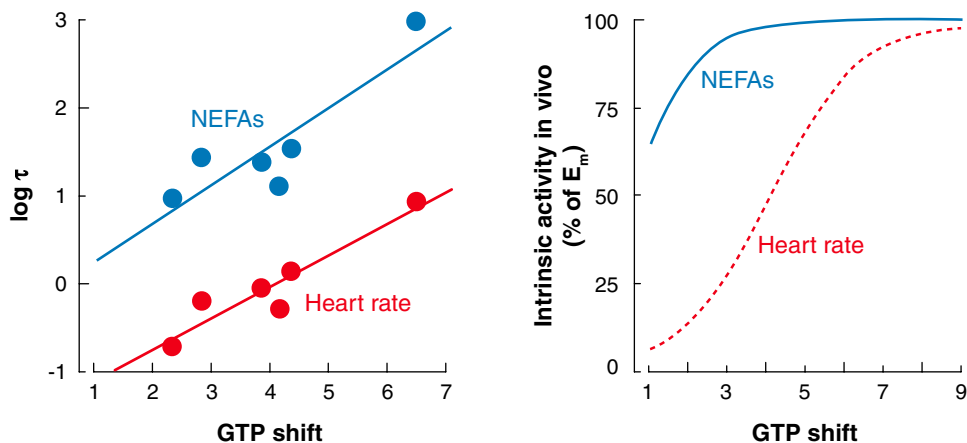 3
2
1
0
-1
log τ
NEFAs
Heart rate
1 2 3 4 5 6 7
GTP shift
100
75
50
25
0
Intrinsic activity in vivo
(% of Em)
NEFAs
Heart rate
1 3 5 7 9
GTP shift